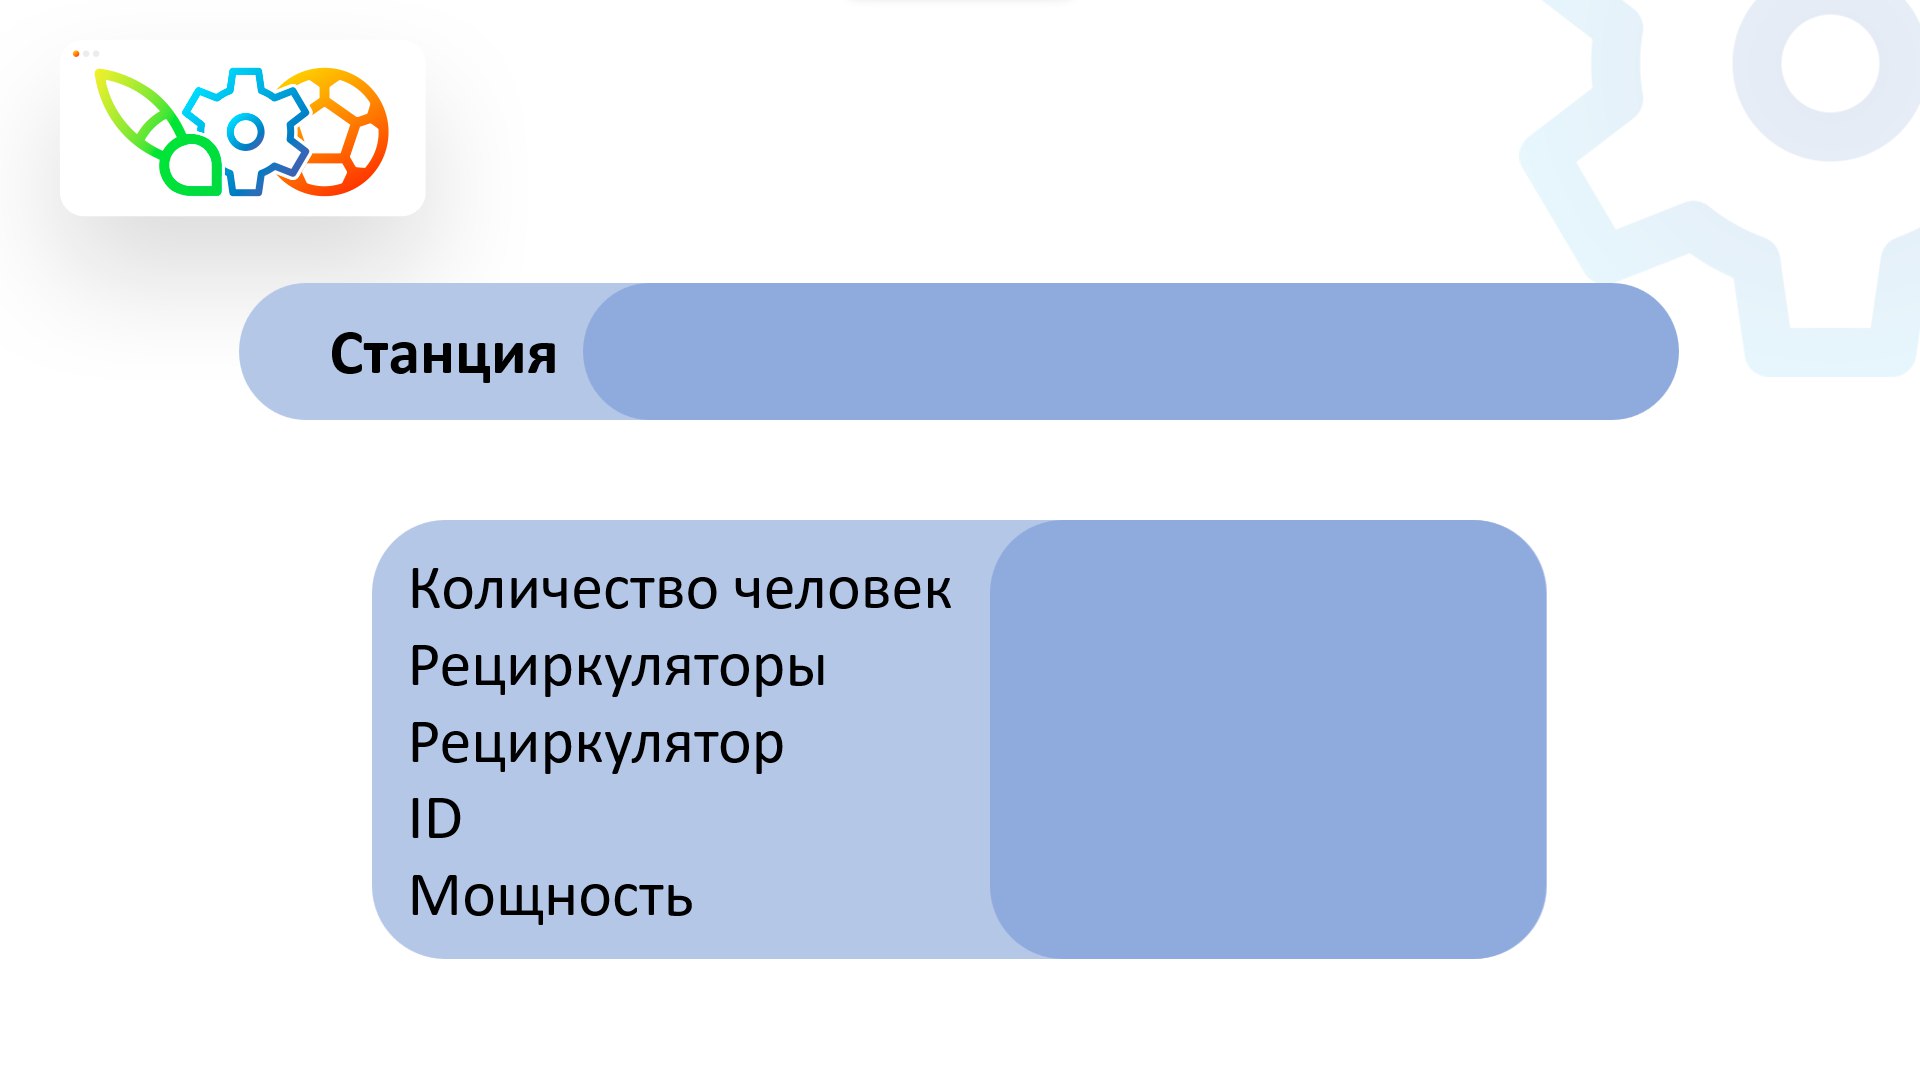 Станция
Количество человек
Рециркуляторы
Рециркулятор
ID
Мощность